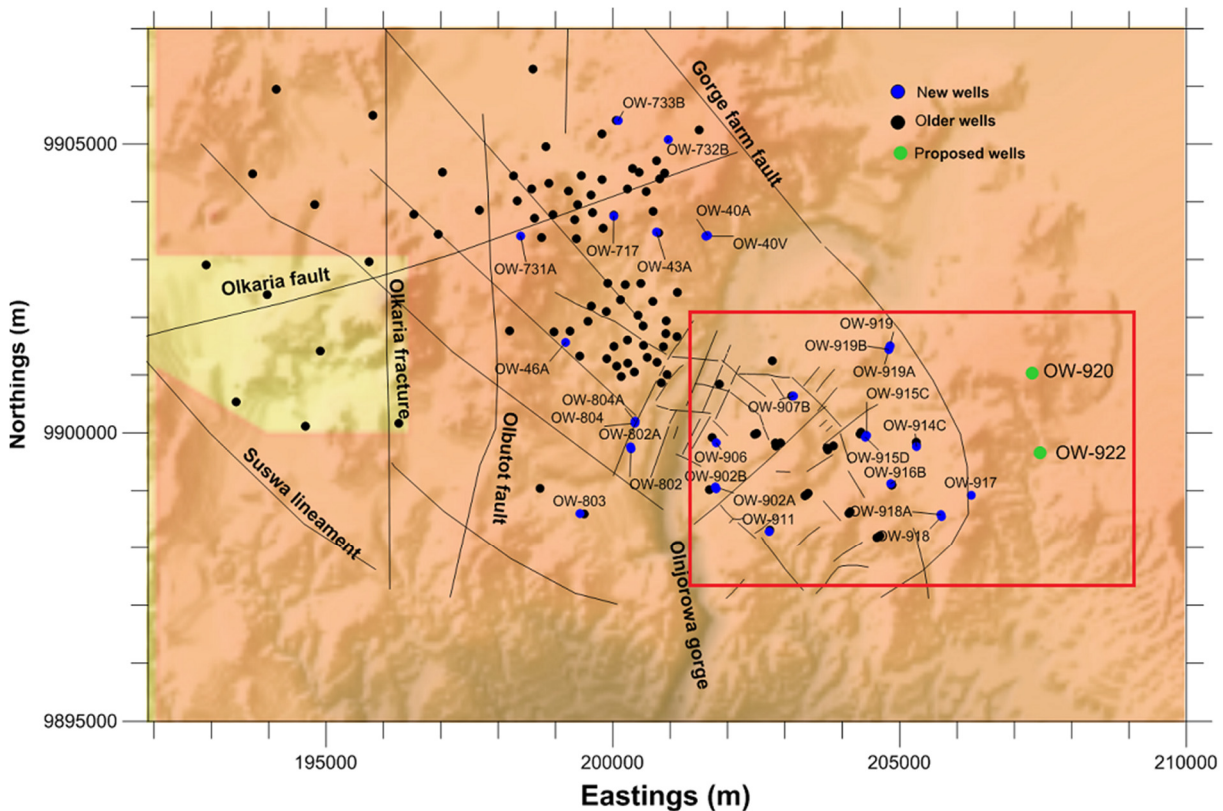 Gorge farm fault
New wells
Older wells
Proposed wells
OW-733B
OW-732B
9905000
OW-40A
OW-40V
OW-717
OW-43A
OW-731A
Olkaria fault
Olkaria fracture
OW-919
OW-919B
OW-919A
OW-46A
OW-920
OW-804A
OW-804
OW-915C
OW-907B
9900000
OW-802A
OW-914C
OW-922
OW-906
OW-915D
OW-802
OW-902B
OW-916B
OW-917
Olbutot fault
Suswa lineament
OW-803
OW-902A
OW-918A
OW-911
OW-918
Olnjorowa gorge
9895000
195000
200000
205000
210000
Northings (m)
Eastings (m)